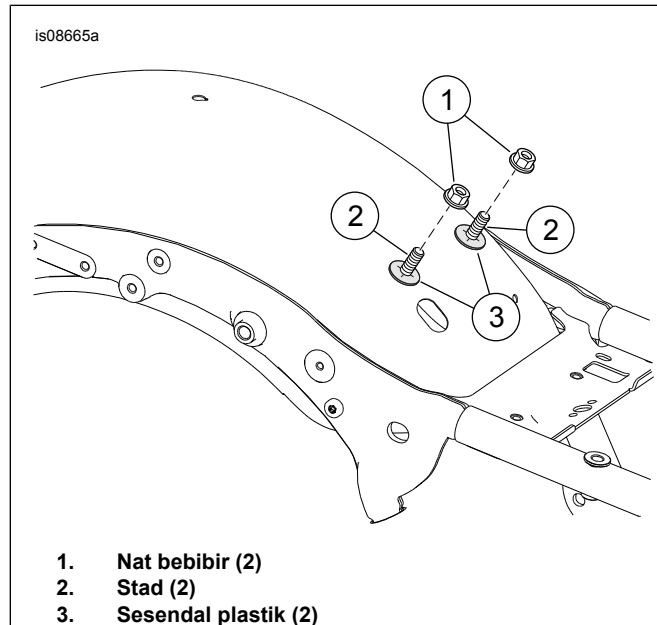 is08665a
1
2
2
3
1. Nat bebibir (2)
2. Stad (2)
3. Sesendal plastik (2)